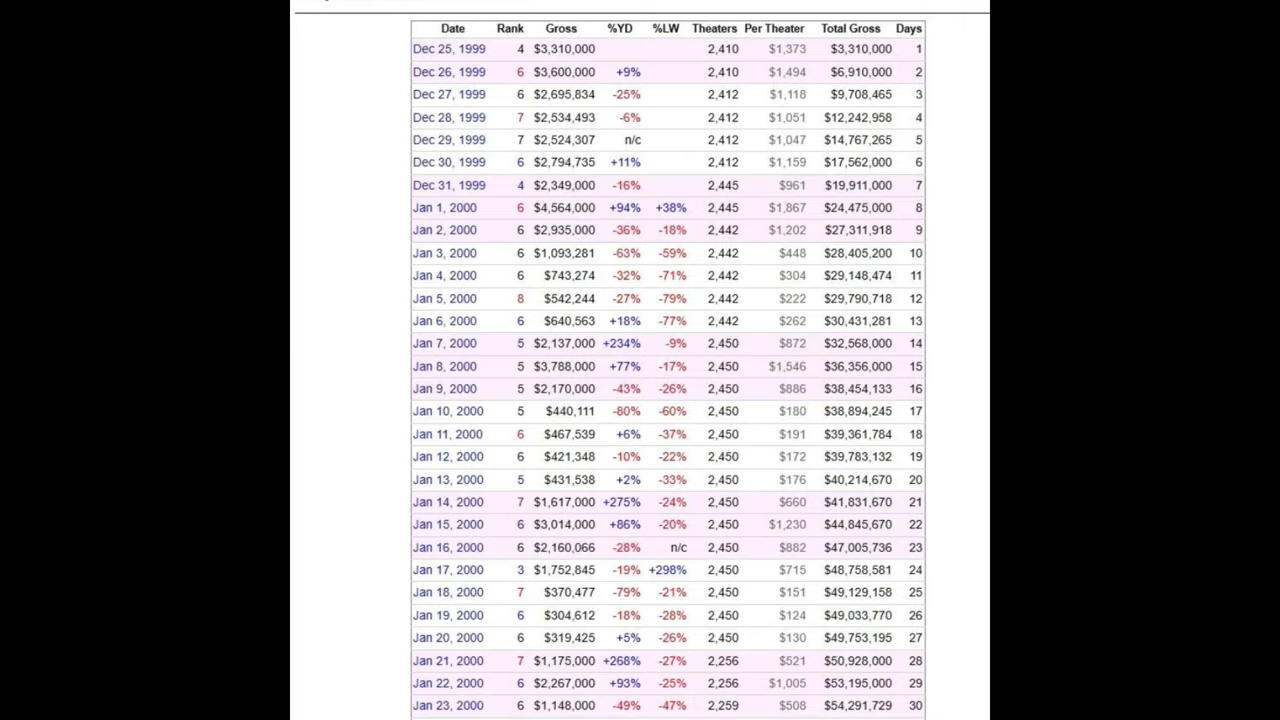 Date Rank Gross %YD %LW Theaters Per Theater Total Gross Days
Dec 25, 1999 4 $3,310,000 2,410 $1,373 $3,310,000 1
Dec 26, 1999 6 $3,600,000 +9% 2,410 $1,494 $6,910,000 2
Dec 27, 1999 6 $2,695,834 -25% 2,412 $1,118 $9,708,465 3
Dec 28, 1999 7 $2,534,493 -6% 2,412 $1,051 $12,242,958 4
Dec 29, 1999 7 $2,524,307 n/c 2,412 $1,047 $14,767,265 5
Dec 30, 1999 6 $2,794,735 +11% 2,412 $1,159 $17,562,000 6
Dec 31, 1999 4 $2,349,000 -16% 2,445 $961 $19,911,000 7
Jan 1, 2000 6 $4,564,000 +94% +38% 2,445 $1,867 $24,475,000 8
Jan 2, 2000 6 $2,935,000 -36% -18% 2,442 $1,202 $27,311,918 9
Jan 3, 2000 6 $1,093,281 -63% -59% 2,442 $448 $28,405,200 10
Jan 4, 2000 6 $743,274 -32% -71% 2,442 $304 $29,148,474 11
Jan 5, 2000 8 $542,244 -27% -79% 2,442 $222 $29,790,718 12
Jan 6, 2000 6 $640,563 +18% -77% 2,442 $262 $30,431,281 13
Jan 7, 2000 5 $2,137,000 +234% -9% 2,450 $872 $32,568,000 14
Jan 8, 2000 5 $3,788,000 +77% -17% 2,450 $1,546 $36,356,000 15
Jan 9, 2000 5 $2,170,000 -43% -26% 2,450 $886 $38,454,133 16
Jan 10, 2000 5 $440,111 -80% -60% 2,450 $180 $38,894,245 17
Jan 11, 2000 6 $467,539 +6% -37% 2,450 $191 $39,361,784 18
Jan 12, 2000 6 $421,348 -10% -22% 2,450 $172 $39,783,132 19
Jan 13, 2000 5 $431,538 +2% -33% 2,450 $176 $40,214,670 20
Jan 14, 2000 7 $1,617,000 +275% -24% 2,450 $660 $41,831,670 21
Jan 15, 2000 6 $3,014,000 +86% -20% 2,450 $1,230 $44,845,670 22
Jan 16, 2000 6 $2,160,066 -28% n/c 2,450 $882 $47,005,736 23
Jan 17, 2000 3 $1,752,845 -19% +298% 2,450 $715 $48,758,581 24
Jan 18, 2000 7 $370,477 -79% -21% 2,450 $151 $49,129,158 25
Jan 19, 2000 6 $304,612 -18% -28% 2,450 $124 $49,033,770 26
Jan 20, 2000 6 $319,425 +5% -26% 2,450 $130 $49,753,195 27
Jan 21, 2000 7 $1,175,000 +268% -27% 2,256 $521 $50,928,000 28
Jan 22, 2000 6 $2,267,000 +93% -25% 2,256 $1,005 $53,195,000 29
Jan 23, 2000 6 $1,148,000 -49% -47% 2,259 $508 $54,291,729 30